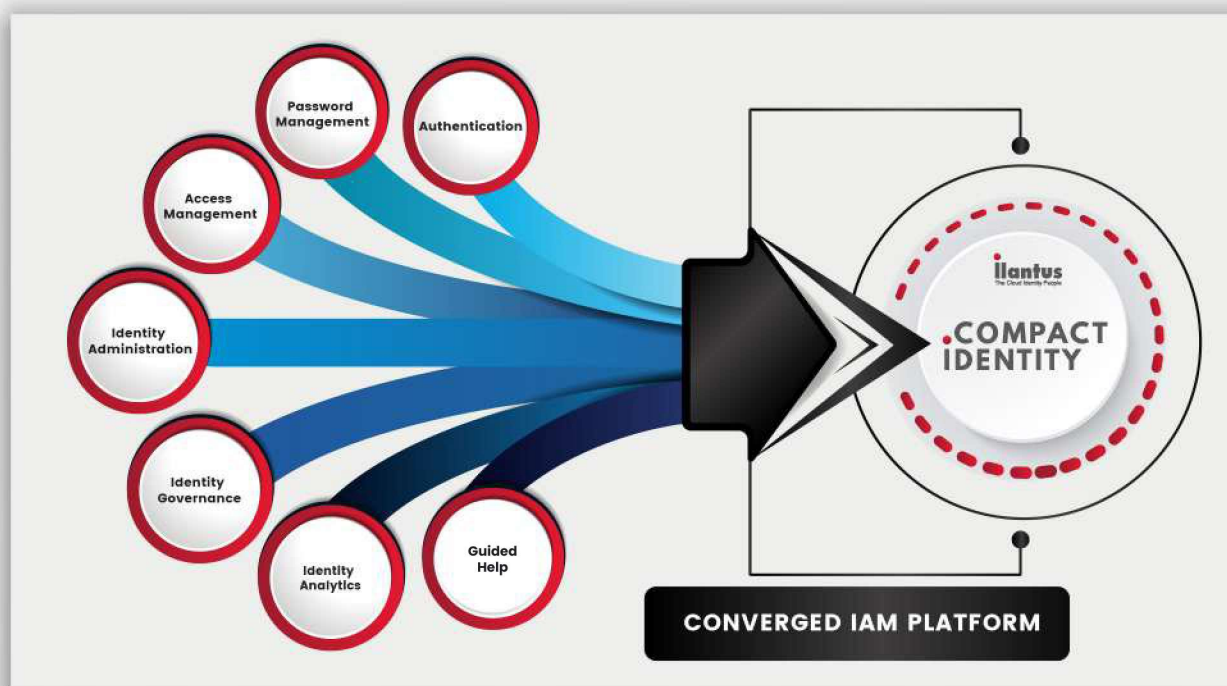 Password
Management
Authentication
Access
Management
Identity
Administration
Identity
Governance
Identity
Analytics
Guided
Help
ilantus
The Cloud Identity People
COMPACT
IDENTITY
CONVERGED IAM PLATFORM